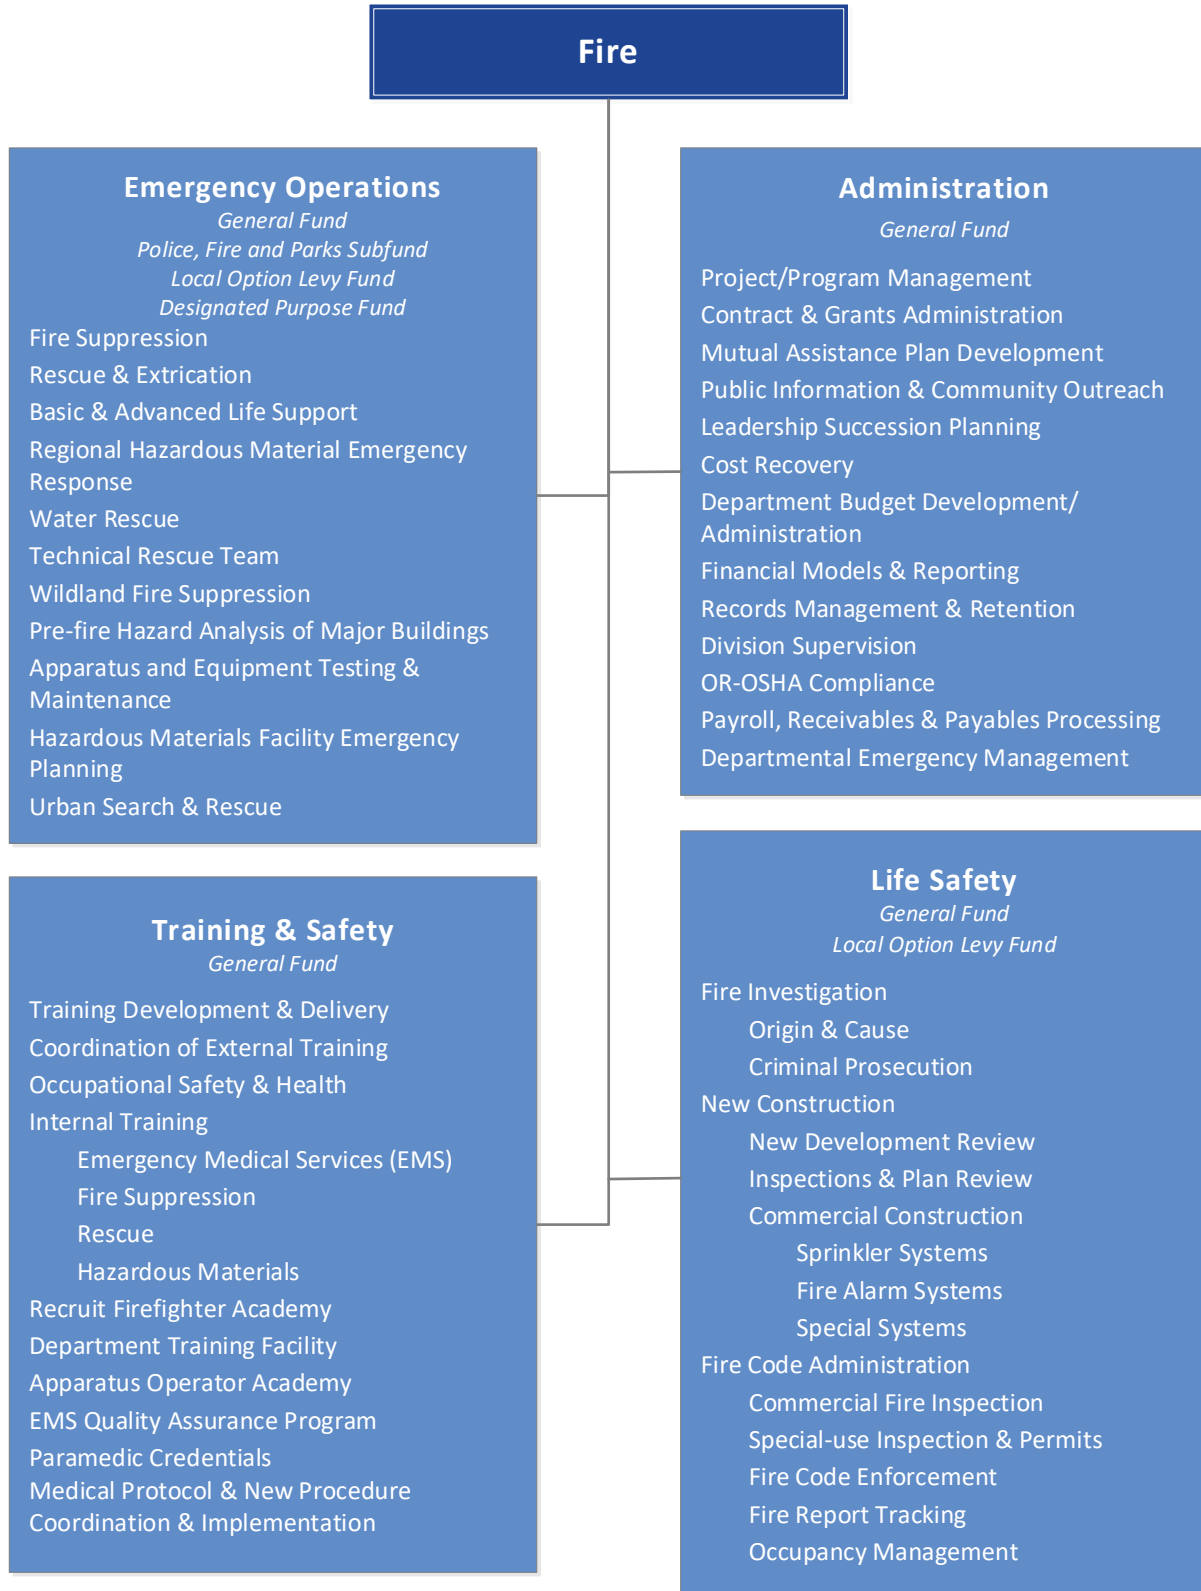 Fire
Emergency Operations
General Fund
Police, Fire and Parks Subfund
Local Option Levy Fund
Designated Purpose Fund
Fire Suppression
Rescue & Extrication
Basic & Advanced Life Support
Regional Hazardous Material Emergency
Response
Water Rescue
Technical Rescue Team
Wildland Fire Suppression
Pre-fire Hazard Analysis of Major Buildings
Apparatus and Equipment Testing &
Maintenance
Hazardous Materials Facility Emergency
Planning
Urban Search & Rescue
Administration
General Fund
Project/Program Management
Contract & Grants Administration
Mutual Assistance Plan Development
Public Information & Community Outreach
Leadership Succession Planning
Cost Recovery
Department Budget Development/
Administration
Financial Models & Reporting
Records Management & Retention
Division Supervision
OR-OSHA Compliance
Payroll, Receivables & Payables Processing
Departmental Emergency Management
Training & Safety
General Fund
Training Development & Delivery
Coordination of External Training
Occupational Safety & Health
Internal Training
Emergency Medical Services (EMS)
Fire Suppression
Rescue
Hazardous Materials
Recruit Firefighter Academy
Department Training Facility
Apparatus Operator Academy
EMS Quality Assurance Program
Paramedic Credentials
Medical Protocol & New Procedure
Coordination & Implementation
Life Safety
General Fund
Local Option Levy Fund
Fire Investigation
Origin & Cause
Criminal Prosecution
New Construction
New Development Review
Inspections & Plan Review
Commercial Construction
Sprinkler Systems
Fire Alarm Systems
Special Systems
Fire Code Administration
Commercial Fire Inspection
Special-use Inspection & Permits
Fire Code Enforcement
Fire Report Tracking
Occupancy Management